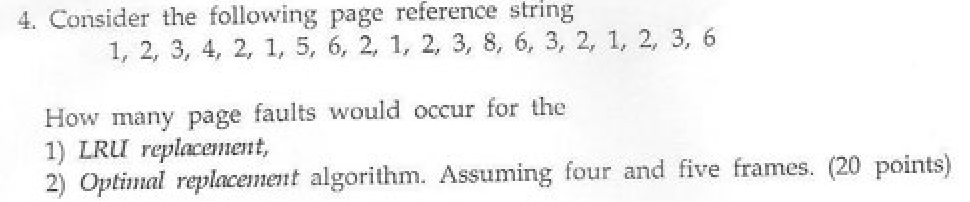 4. Consider the following page reference string
1, 2, 3, 4, 2, 1, 5, 6, 2, 1, 2, 3, 8, 6, 3, 2, 1, 2, 3, 6
How many page faults would occur for the
1) LRU replacement,
2) Optimal replacement algorithm. Assuming four and five frames. (20 points)